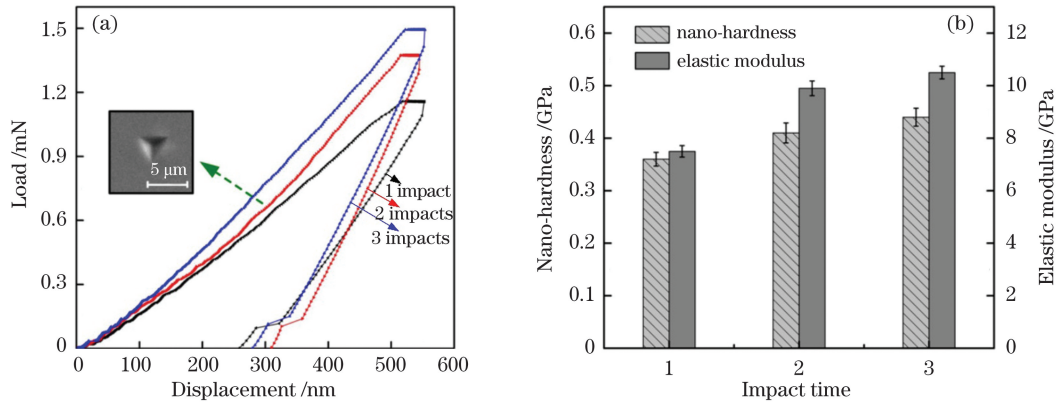 (a)
1.5
1.2
0.9
0.6
0.3
0
Load /mN
5 μm
1 impact
2 impacts
3 impacts
0
100
200
300
400
500
600
Displacement /nm
(b)
nano-hardness
elastic modulus
0.6
0.5
0.4
0.3
0.2
0.1
0
Nano-hardness /GPa
12
10
8
6
4
2
0
Elastic modulus /GPa
1
2
3
Impact time